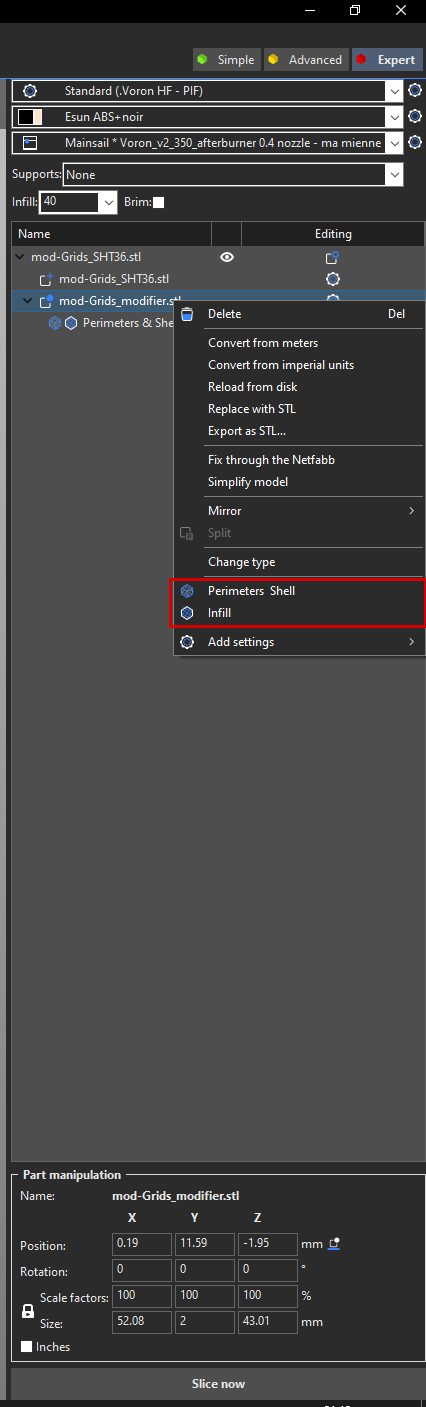 Simple Advanced Expert
Standard (.Voron HF - PIF)
Esun ABS+noir
Mainsail * Voron_v2_350_afterburner 0.4 nozzle - ma mienne
Supports: None
Infill: 40 Brim:
Name Editing
mod-Grids_SHT36.stl
mod-Grids_SHT36.stl
mod-Grids_modifier.stl
Perimeters & She
Delete Del
Convert from meters
Convert from imperial units
Reload from disk
Replace with STL
Export as STL...
Fix through the Netfabb
Simplify model
Mirror
Split
Change type
Perimeters Shell
Infill
Add settings
Part manipulation
Name: mod-Grids_modifier.stl
X Y Z
Position: 0.19 11.59 -1.95 mm
Rotation: 0 0 0 °
Scale factors: 100 100 100 %
Size: 52.08 2 43.01 mm
Inches
Slice now